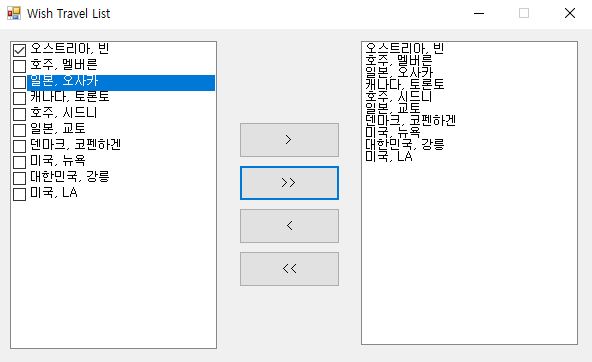 Wish Travel List
오스트리아, 빈
호주, 멜버른
일본, 오사카
캐나다, 토론토
호주, 시드니
일본, 교토
덴마크, 코펜하겐
미국, 뉴욕
대한민국, 강릉
미국, LA
>
>>
<
<<
오스트리아, 빈
호주, 멜버른
일본, 오사카
캐나다, 토론토
호주, 시드니
일본, 교토
덴마크, 코펜하겐
미국, 뉴욕
대한민국, 강릉
미국, LA